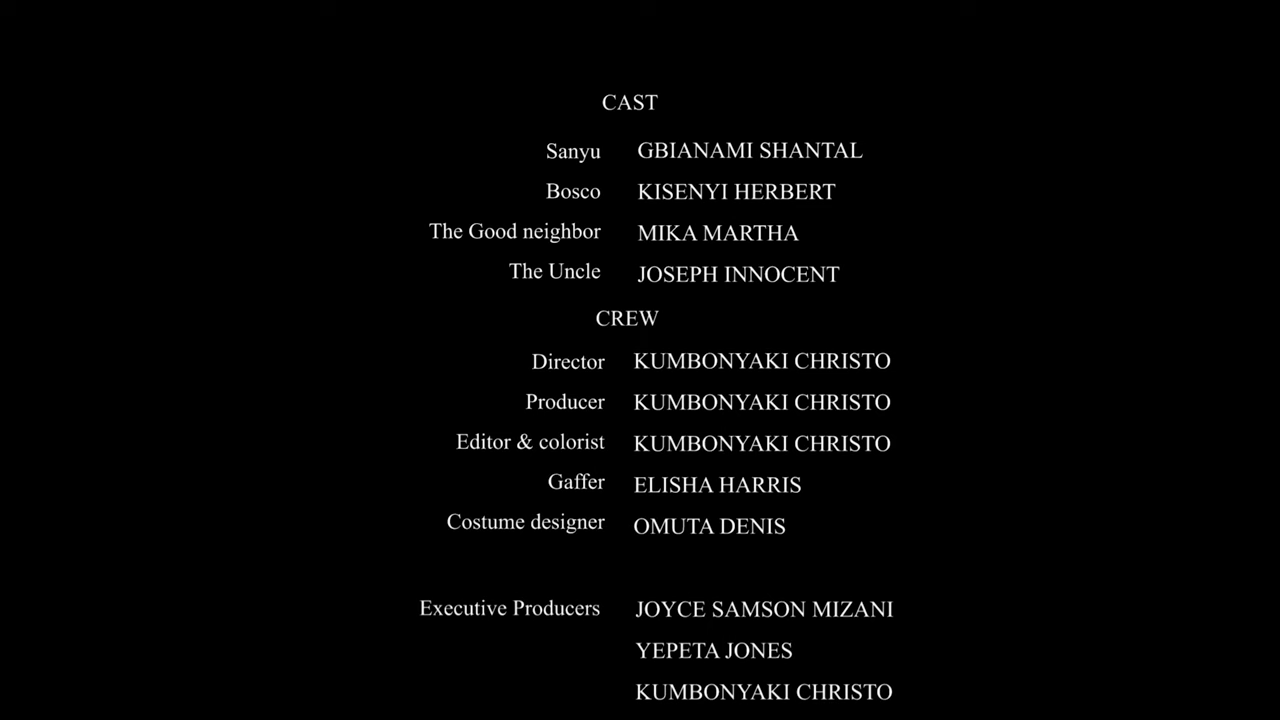 CAST
Sanyu GBIANAMI SHANTAL
Bosco KISENYI HERBERT
The Good neighbor MIKA MARTHA
The Uncle JOSEPH INNOCENT
CREW
Director KUMBONYAKI CHRISTO
Producer KUMBONYAKI CHRISTO
Editor & colorist KUMBONYAKI CHRISTO
Gaffer ELISHA HARRIS
Costume designer OMUTA DENIS
Executive Producers JOYCE SAMSON MIZANI
YEPETA JONES
KUMBONYAKI CHRISTO